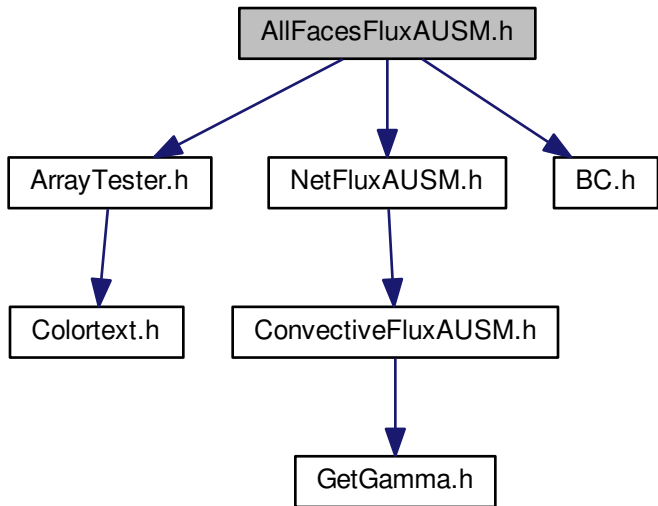 AllFacesFluxAUSM.h
ArrayTester.h
NetFluxAUSM.h
BC.h
Colortext.h
ConvectiveFluxAUSM.h
GetGamma.h